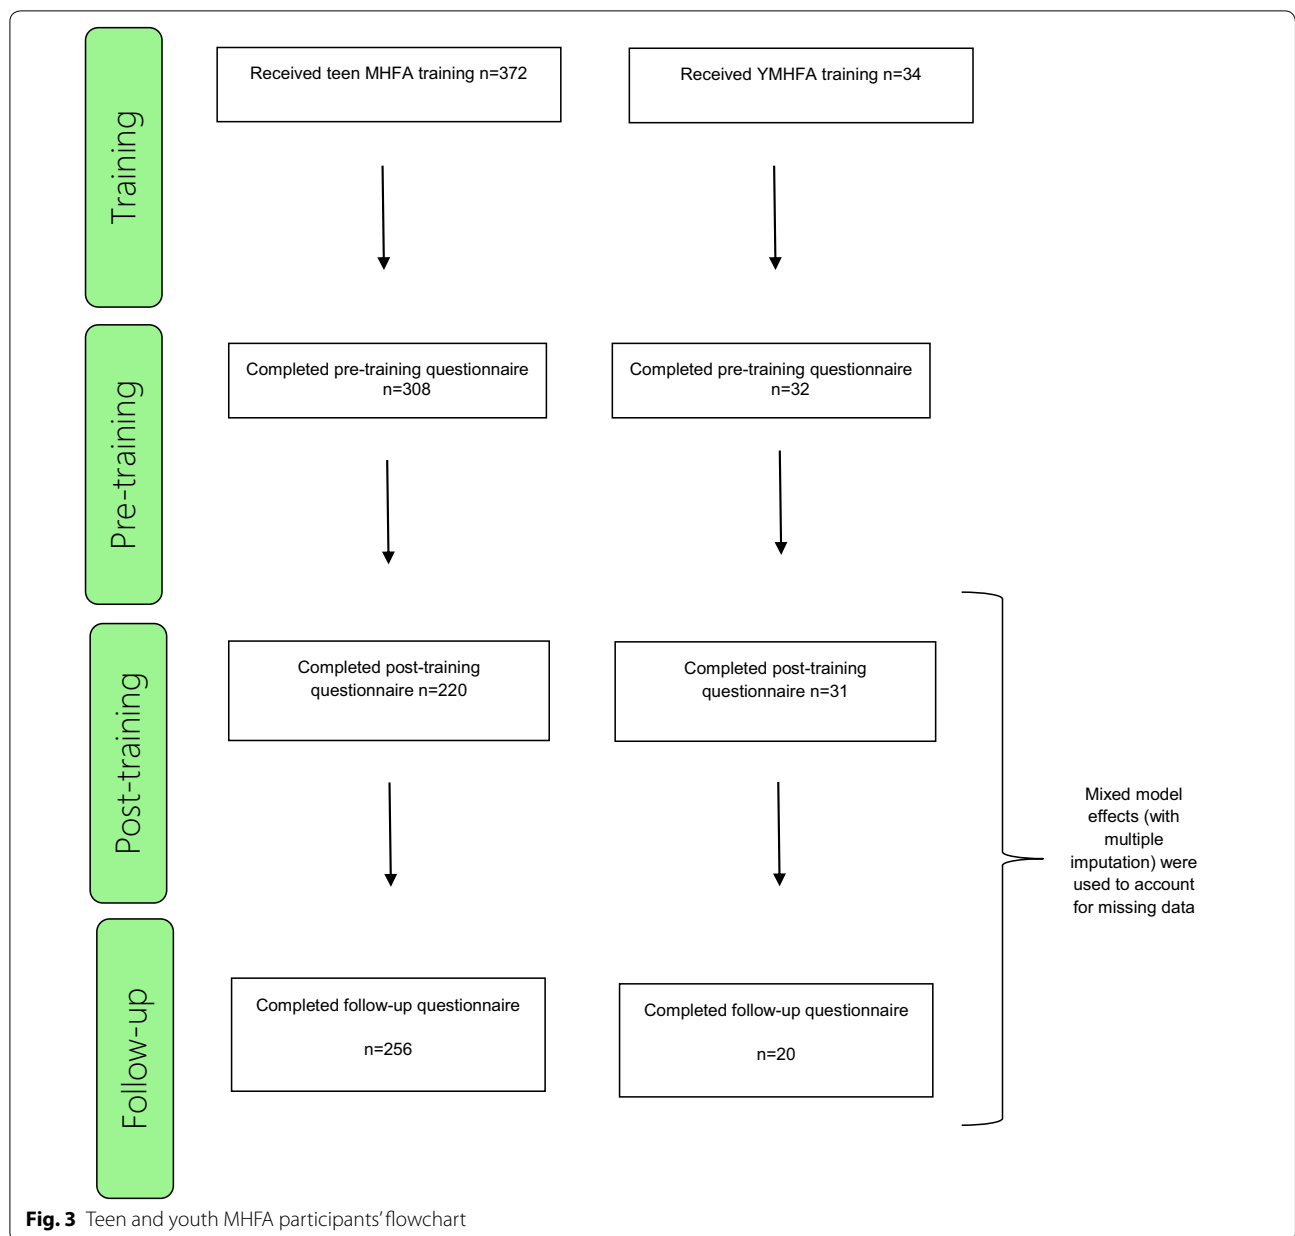 Training
Received teen MHFA training n=372
Received YMHFA training n=34
Pre-training
Completed pre-training questionnaire
n=308
Completed pre-training questionnaire
n=32
Post-training
Completed post-training
questionnaire n=220
Completed post-training
questionnaire n=31
Mixed model
effects (with
multiple
imputation) were
used to account
for missing data
Follow-up
Completed follow-up questionnaire
n=256
Completed follow-up questionnaire
n=20
Fig. 3 Teen and youth MHFA participants' flowchart